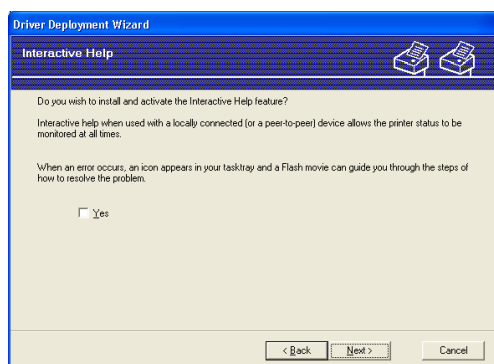 Driver Deployment Wizard
Interactive Help
Do you wish to install and activate the Interactive Help feature?
Interactive help when used with a locally connected (or a peer-to-peer) device allows the printer status to be
monitored at all times.
When an error occurs, an icon appears in your tasktray and a Flash movie can guide you through the steps of
how to resolve the problem.
Yes
< Back Next > Cancel